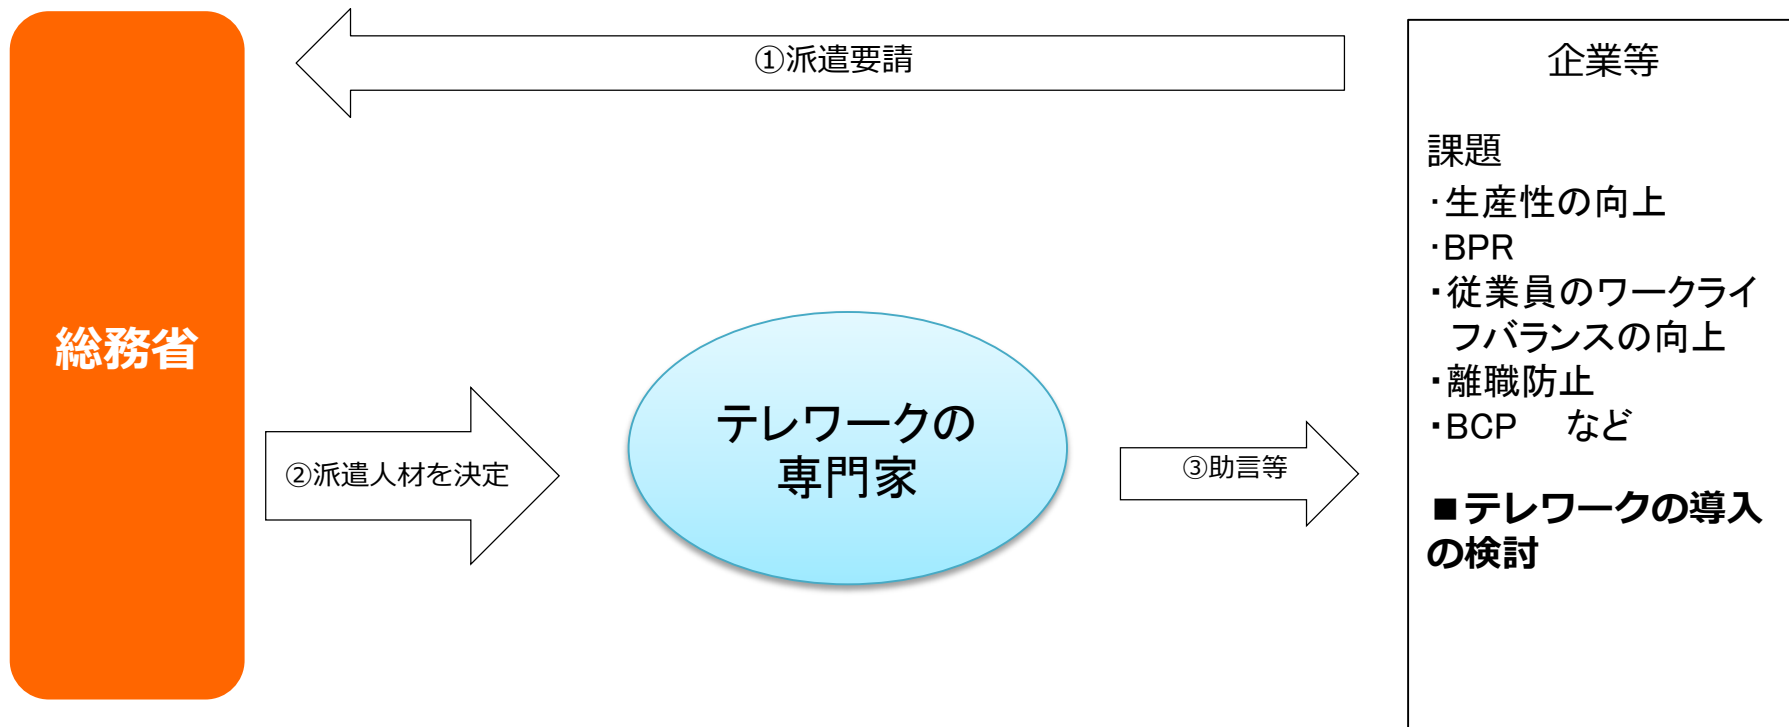 ①派遣要請
企業等
課題
・生産性の向上
・BPR
・従業員のワークライ
フバランスの向上
・離職防止
・BCP　など
■テレワークの導入
の検討
総務省
②派遣人材を決定
テレワークの
専門家
③助言等